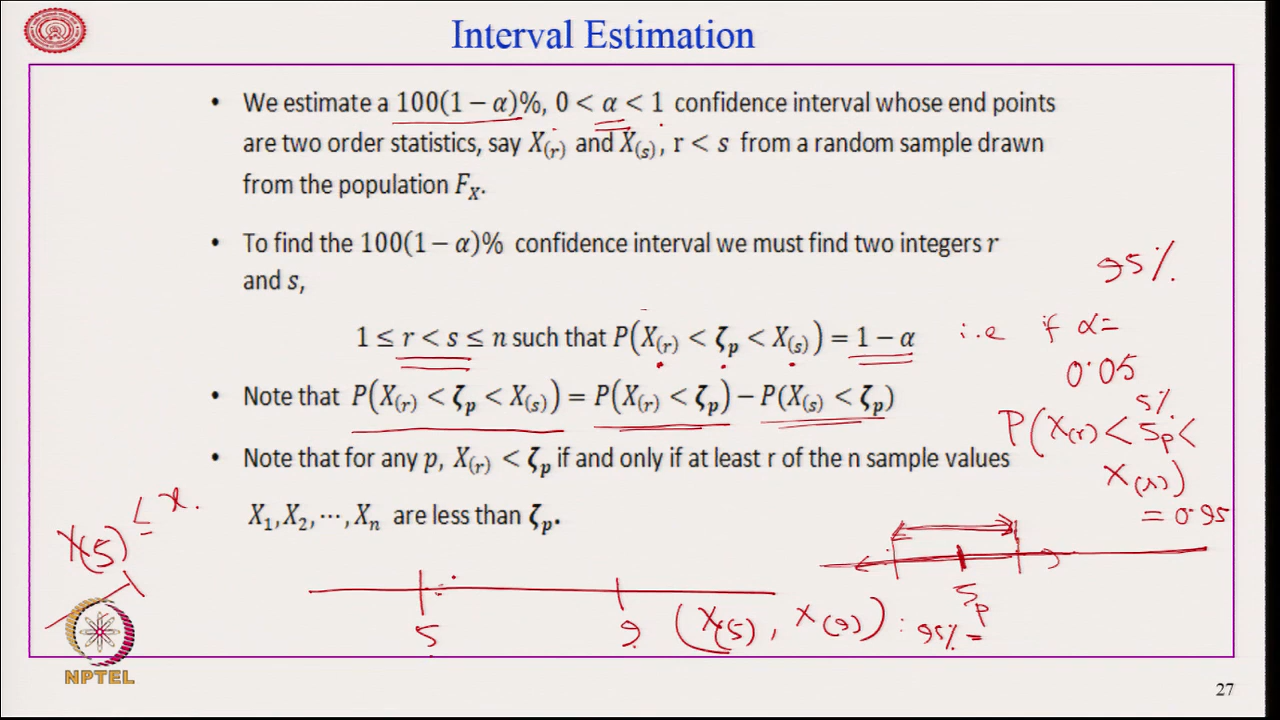 Interval Estimation
• We estimate a 100(1 − α)%, 0 < α < 1 confidence interval whose end points
are two order statistics, say X₍ᵣ₎ and X₍ₛ₎, r < s from a random sample drawn
from the population F_X.
• To find the 100(1 − α)% confidence interval we must find two integers r
and s,
95%
1 ≤ r < s ≤ n such that P(X₍ᵣ₎ < ζₚ < X₍ₛ₎) = 1 − α
i.e if α=
0.05
5%
• Note that P(X₍ᵣ₎ < ζₚ < X₍ₛ₎) = P(X₍ᵣ₎ < ζₚ) − P(X₍ₛ₎ < ζₚ)
P(X₍ᵣ₎ < ζₚ <
X₍ₛ₎)
= 0.95
• Note that for any p, X₍ᵣ₎ < ζₚ if and only if at least r of the n sample values
X₁, X₂, ⋯, Xₙ are less than ζₚ.
X(5) ≤ x.
ζₚ
5
9
(X(5), X(9)) : 95% =
NPTEL
27